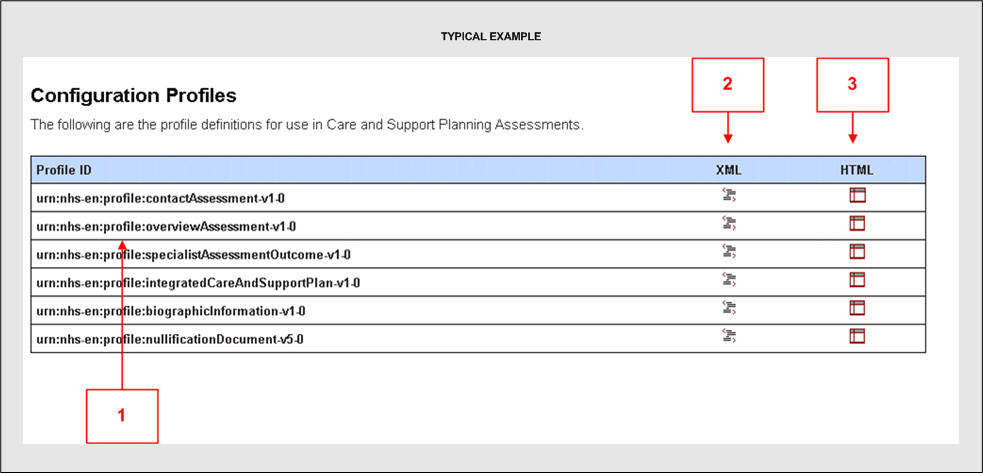 TYPICAL EXAMPLE
2 3
Configuration Profiles
The following are the profile definitions for use in Care and Support Planning Assessments.
Profile ID XML HTML
urn:nhs-en:profile:contactAssessment-v1-0
urn:nhs-en:profile:overviewAssessment-v1-0
urn:nhs-en:profile:specialistAssessmentOutcome-v1-0
urn:nhs-en:profile:integratedCareAndSupportPlan-v1-0
urn:nhs-en:profile:biographicInformation-v1-0
urn:nhs-en:profile:nullificationDocument-v5-0
1